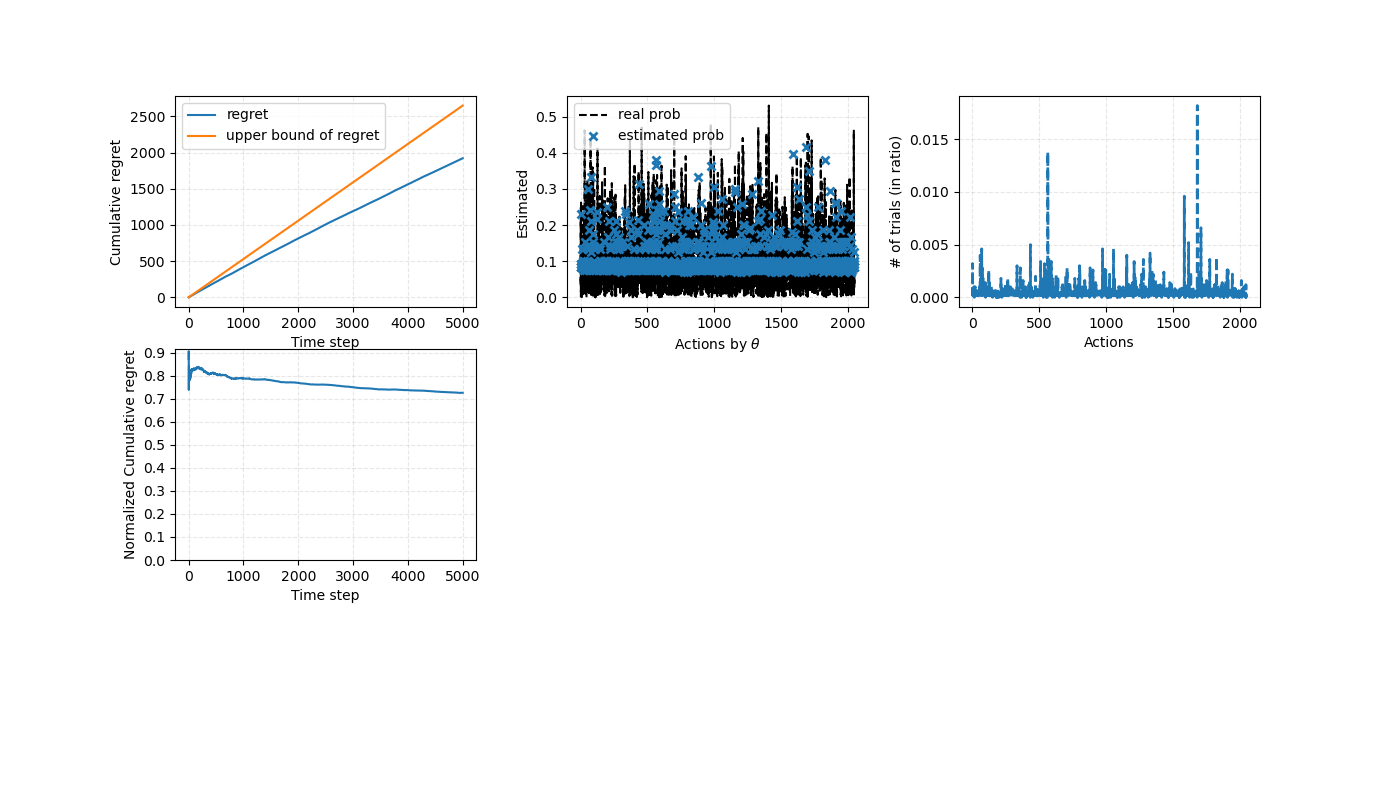 Cumulative regret
2500
2000
1500
1000
500
0
regret
upper bound of regret
0 1000 2000 3000 4000 5000
Time step
Estimated
0.5
0.4
0.3
0.2
0.1
0.0
real prob
estimated prob
0 500 1000 1500 2000
Actions by θ
# of trials (in ratio)
0.015
0.010
0.005
0.000
0 500 1000 1500 2000
Actions
Normalized Cumulative regret
0.9
0.8
0.7
0.6
0.5
0.4
0.3
0.2
0.1
0.0
0 1000 2000 3000 4000 5000
Time step